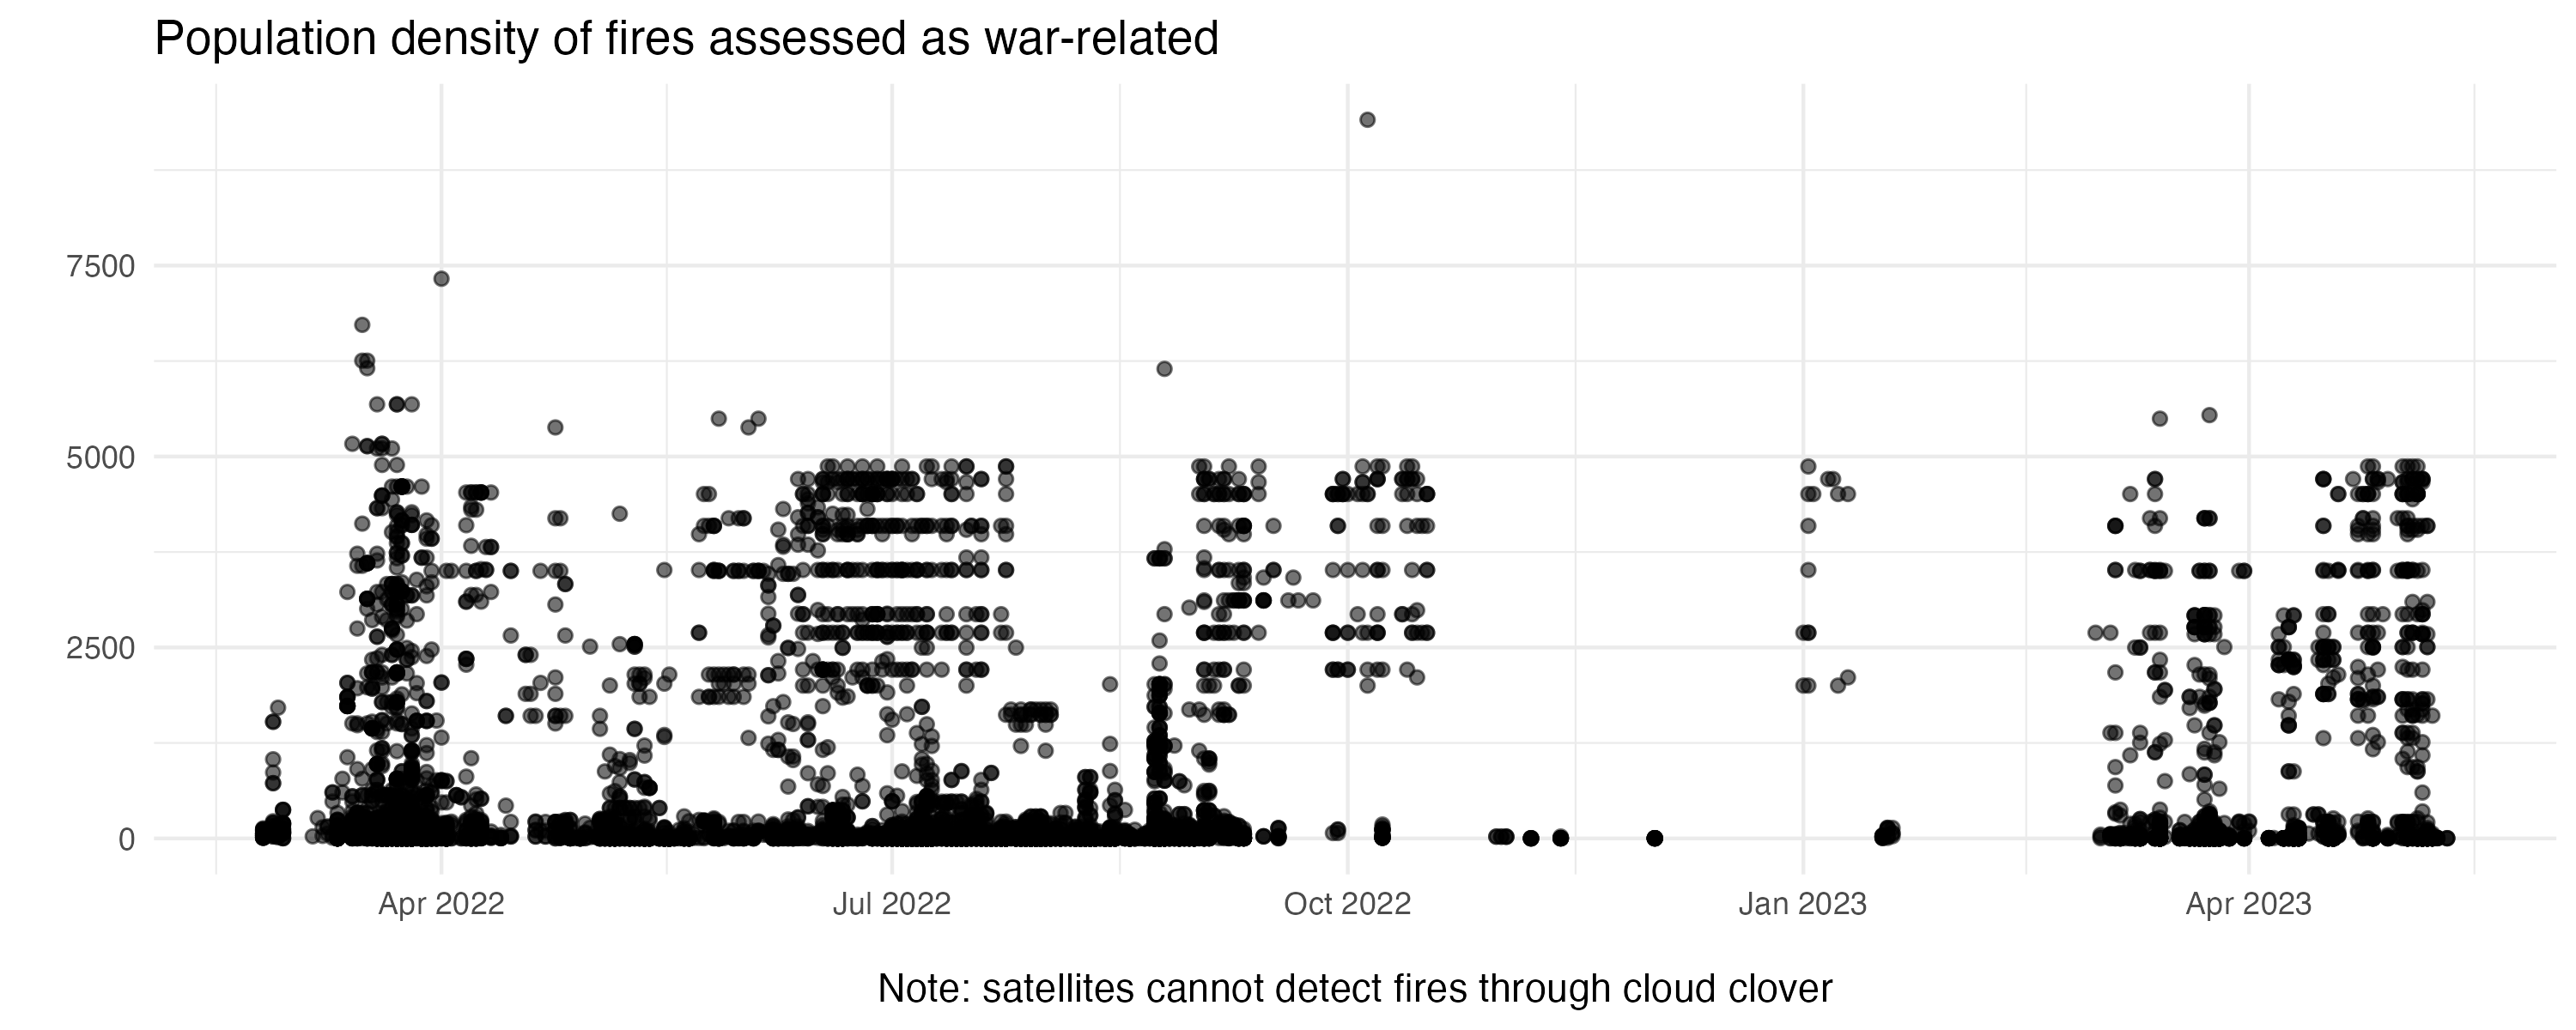 Population density of fires assessed as war-related
7500
5000
2500
0
Apr 2022 Jul 2022 Oct 2022 Jan 2023 Apr 2023
Note: satellites cannot detect fires through cloud clover